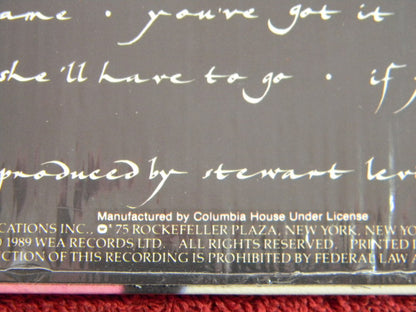 ame · you've got it
she'll have to go · if
produced by stewart lev
Manufactured by Columbia House Under License
CATIONS INC., 75 ROCKEFELLER PLAZA, NEW YORK, NEW YO
1989 WEA RECORDS LTD. ALL RIGHTS RESERVED. PRINTED I
CTION OF THIS RECORDING IS PROHIBITED BY FEDERAL LAW A